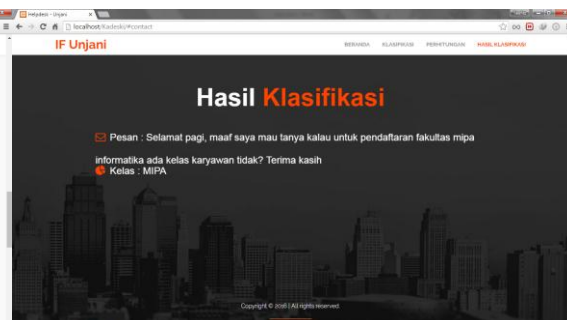 Helpdesk - Unjani
localhost/Kadeski/#contact
IF Unjani
BERANDA KLASIFIKASI PERHITUNGAN HASIL KLASIFIKASI
Hasil Klasifikasi
Pesan : Selamat pagi, maaf saya mau tanya kalau untuk pendaftaran fakultas mipa
informatika ada kelas karyawan tidak? Terima kasih
Kelas : MIPA
Copyright © 2016 | All rights reserved